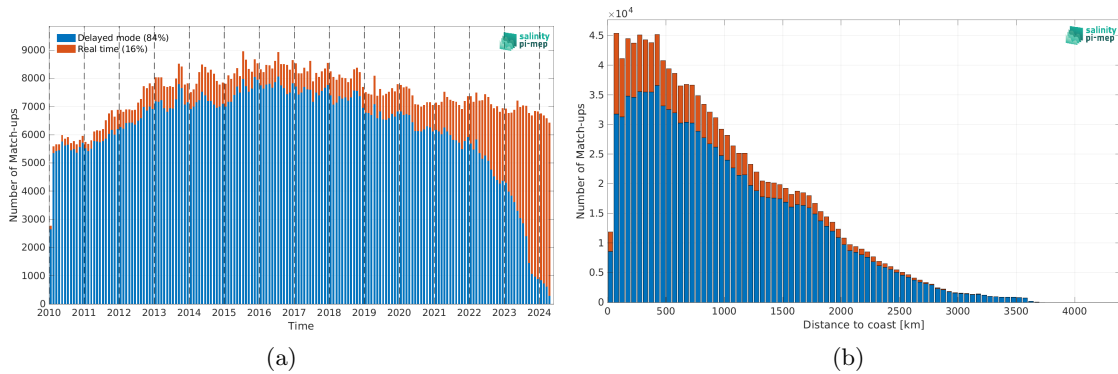 Delayed mode (84%)
Real time (16%)
salinity
pi-mep
9000
8000
7000
6000
5000
4000
3000
2000
1000
0
Number of Match-ups
2010 2011 2012 2013 2014 2015 2016 2017 2018 2019 2020 2021 2022 2023 2024
Time
(a)
×10⁴
salinity
pi-mep
4.5
4
3.5
3
2.5
2
1.5
1
0.5
0
Number of Match-ups
0 500 1000 1500 2000 2500 3000 3500 4000
Distance to coast [km]
(b)